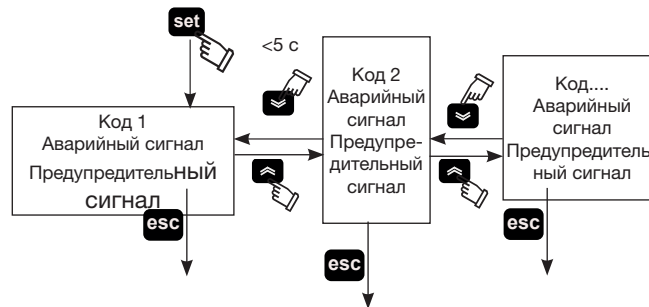 set
<5 с
Код 1
Аварийный сигнал
Предупредительный
сигнал
esc
Код 2
Аварийный
сигнал
Предупре-
дительный
сигнал
esc
Код....
Аварийный
сигнал
Предупредитель
ный сигнал
esc